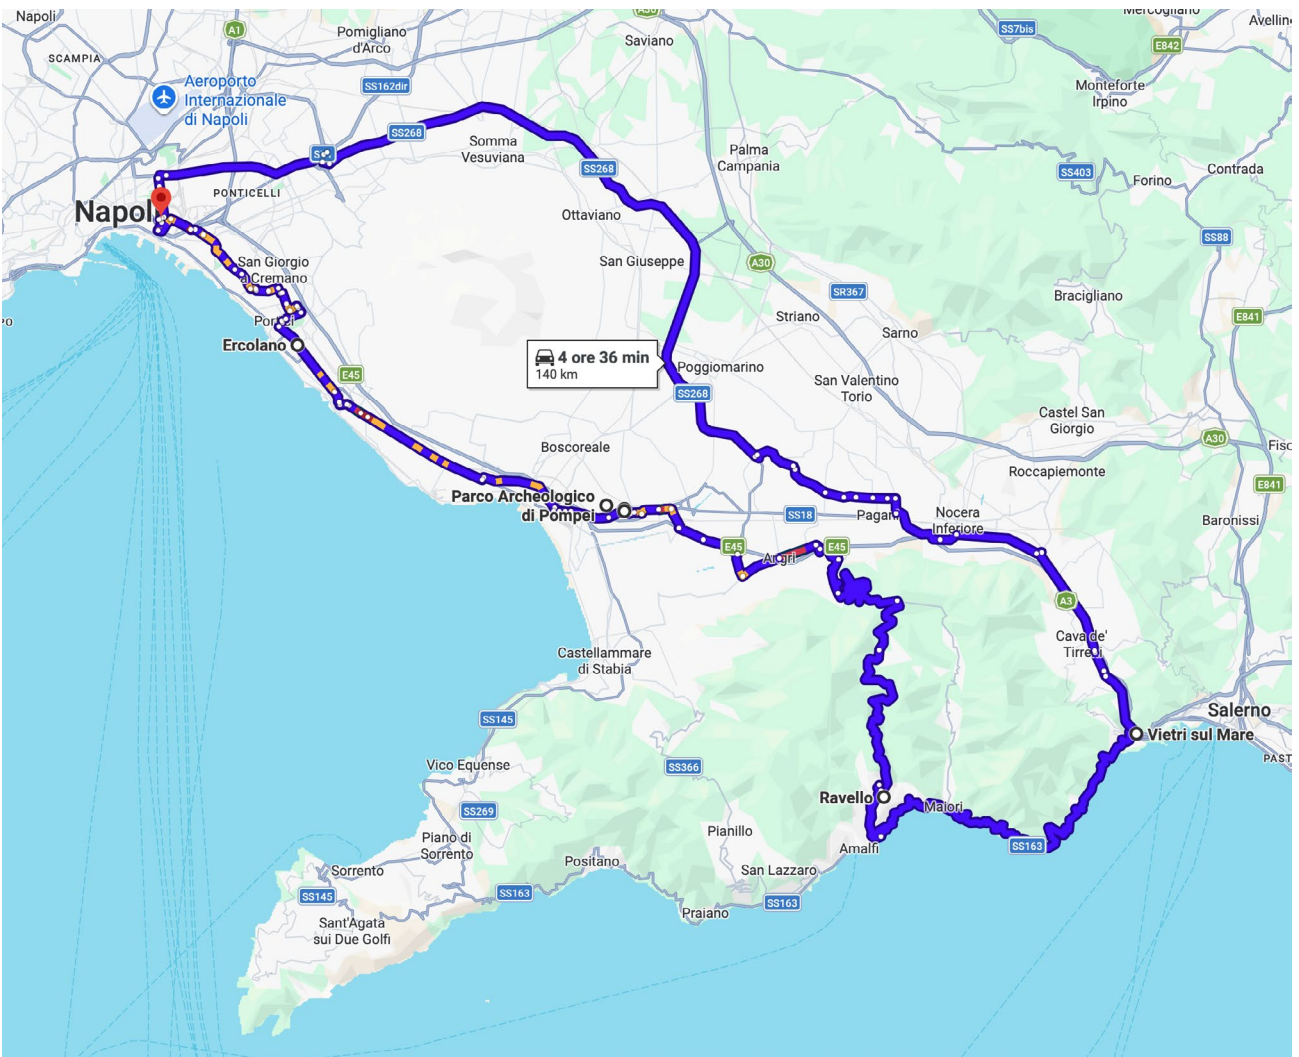 Napoli
A1
Pomigliano
d'Arco
Saviano
SS7bis
Mercogliano
Avellin
E842
SCAMPIA
SS162dir
Monteforte
Irpino
Aeroporto
Internazionale
di Napoli
SS268
Somma
Vesuviana
Palma
Campania
SS268
SS403
Contrada
Forino
PONTICELLI
Napoli
Ottaviano
SS88
San Giuseppe
A30
San Giorgio
a Cremano
SR367
Bracigliano
E841
Striano
Portici
Sarno
Ercolano
4 ore 36 min
140 km
E45
Poggiomarino
SS268
San Valentino
Torio
Castel San
Giorgio
A30
Fisc
Boscoreale
Roccapiemonte
E841
Parco Archeologico
di Pompei
SS18
Pagani
Nocera
Inferiore
Baronissi
E45
Angri
E45
A3
Cava de'
Tirreni
Castellammare
di Stabia
Salerno
SS145
Vietri sul Mare
PAST
Vico Equense
SS366
Ravello
Maiori
SS269
Pianillo
Piano di
Sorrento
Amalfi
SS163
Positano
Sorrento
San Lazzaro
SS145
SS163
SS163
Praiano
Sant'Agata
sui Due Golfi